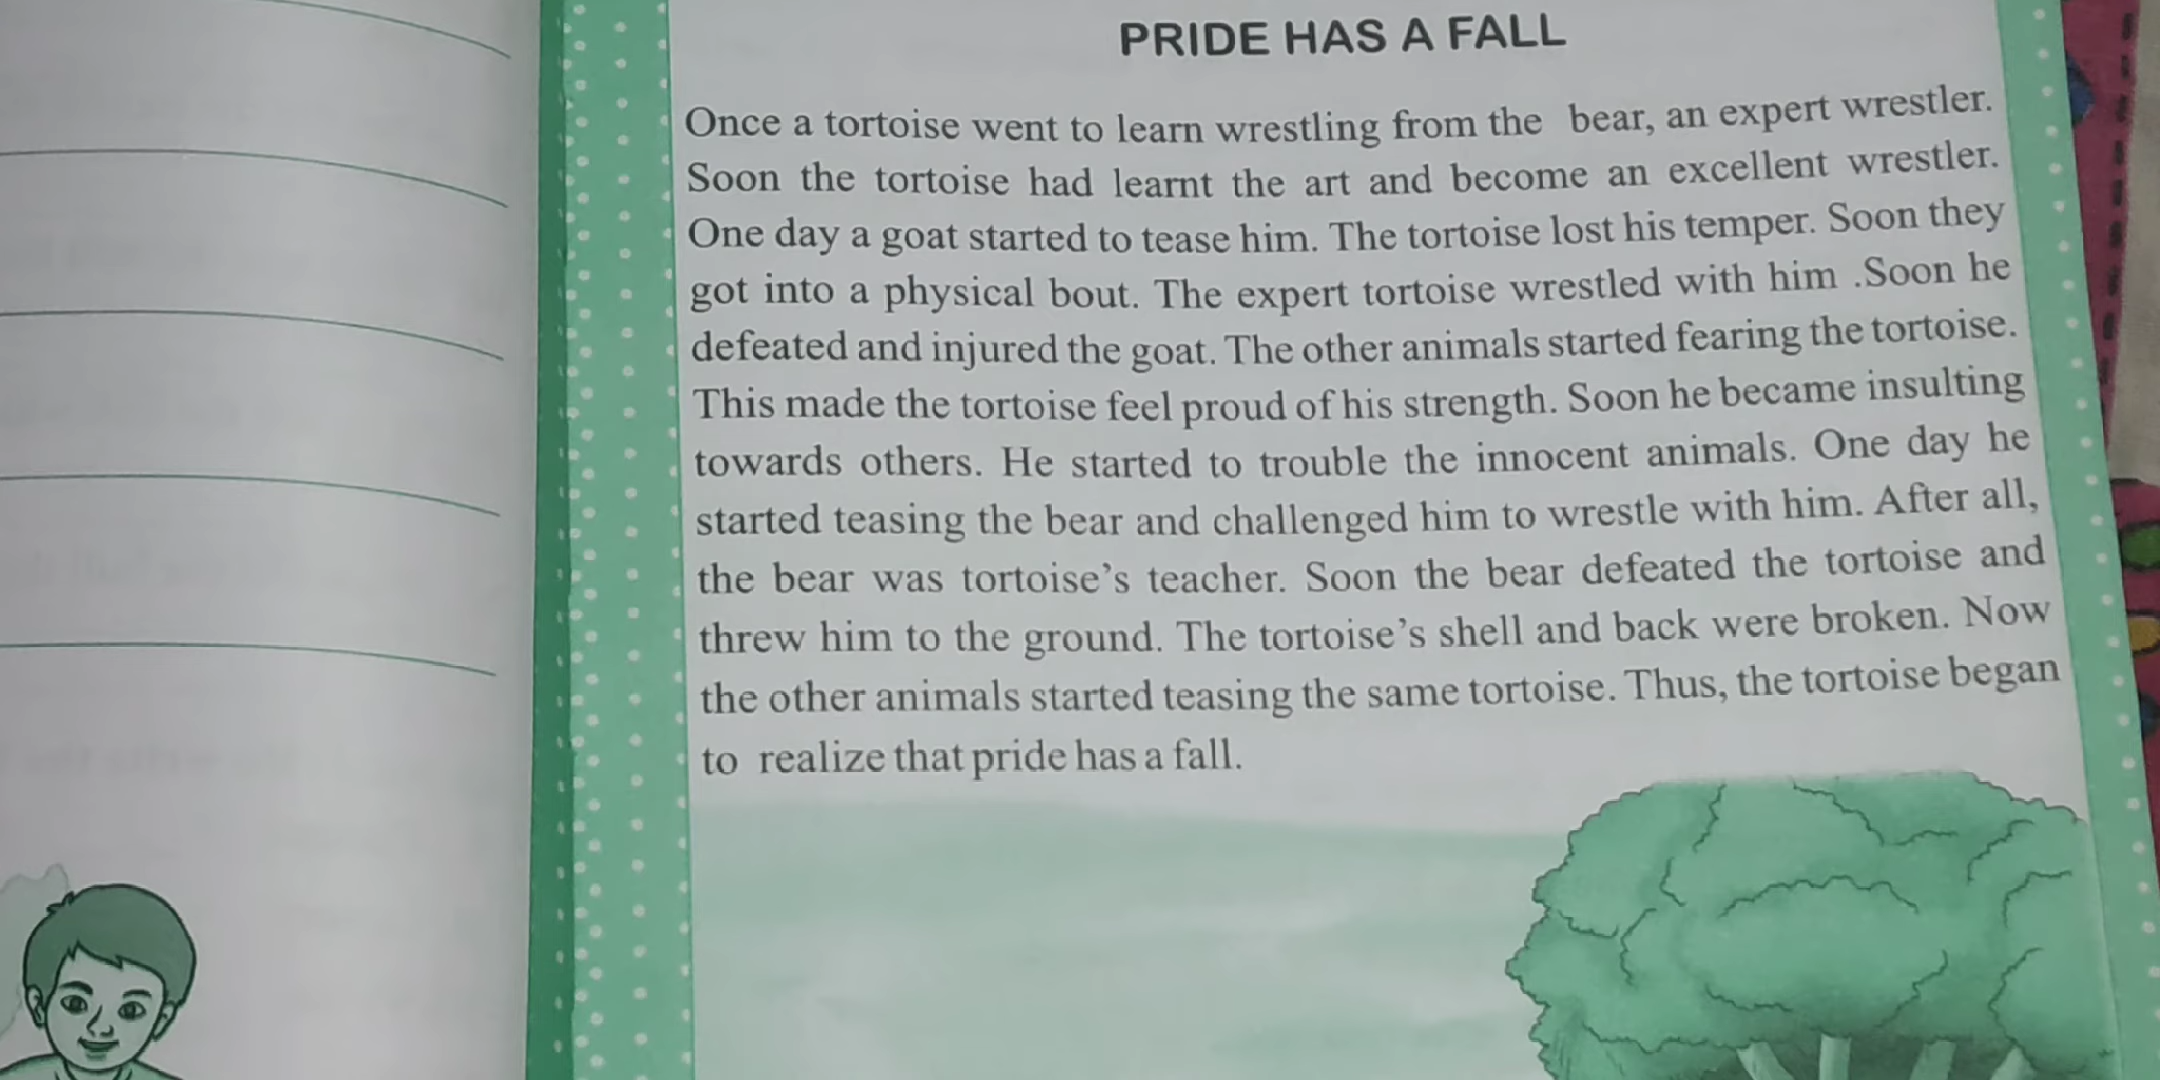 PRIDE HAS A FALL
Once a tortoise went to learn wrestling from the bear, an expert wrestler.
Soon the tortoise had learnt the art and become an excellent wrestler.
One day a goat started to tease him. The tortoise lost his temper. Soon they
got into a physical bout. The expert tortoise wrestled with him .Soon he
defeated and injured the goat. The other animals started fearing the tortoise.
This made the tortoise feel proud of his strength. Soon he became insulting
towards others. He started to trouble the innocent animals. One day he
started teasing the bear and challenged him to wrestle with him. After all,
the bear was tortoise’s teacher. Soon the bear defeated the tortoise and
threw him to the ground. The tortoise’s shell and back were broken. Now
the other animals started teasing the same tortoise. Thus, the tortoise began
to realize that pride has a fall.